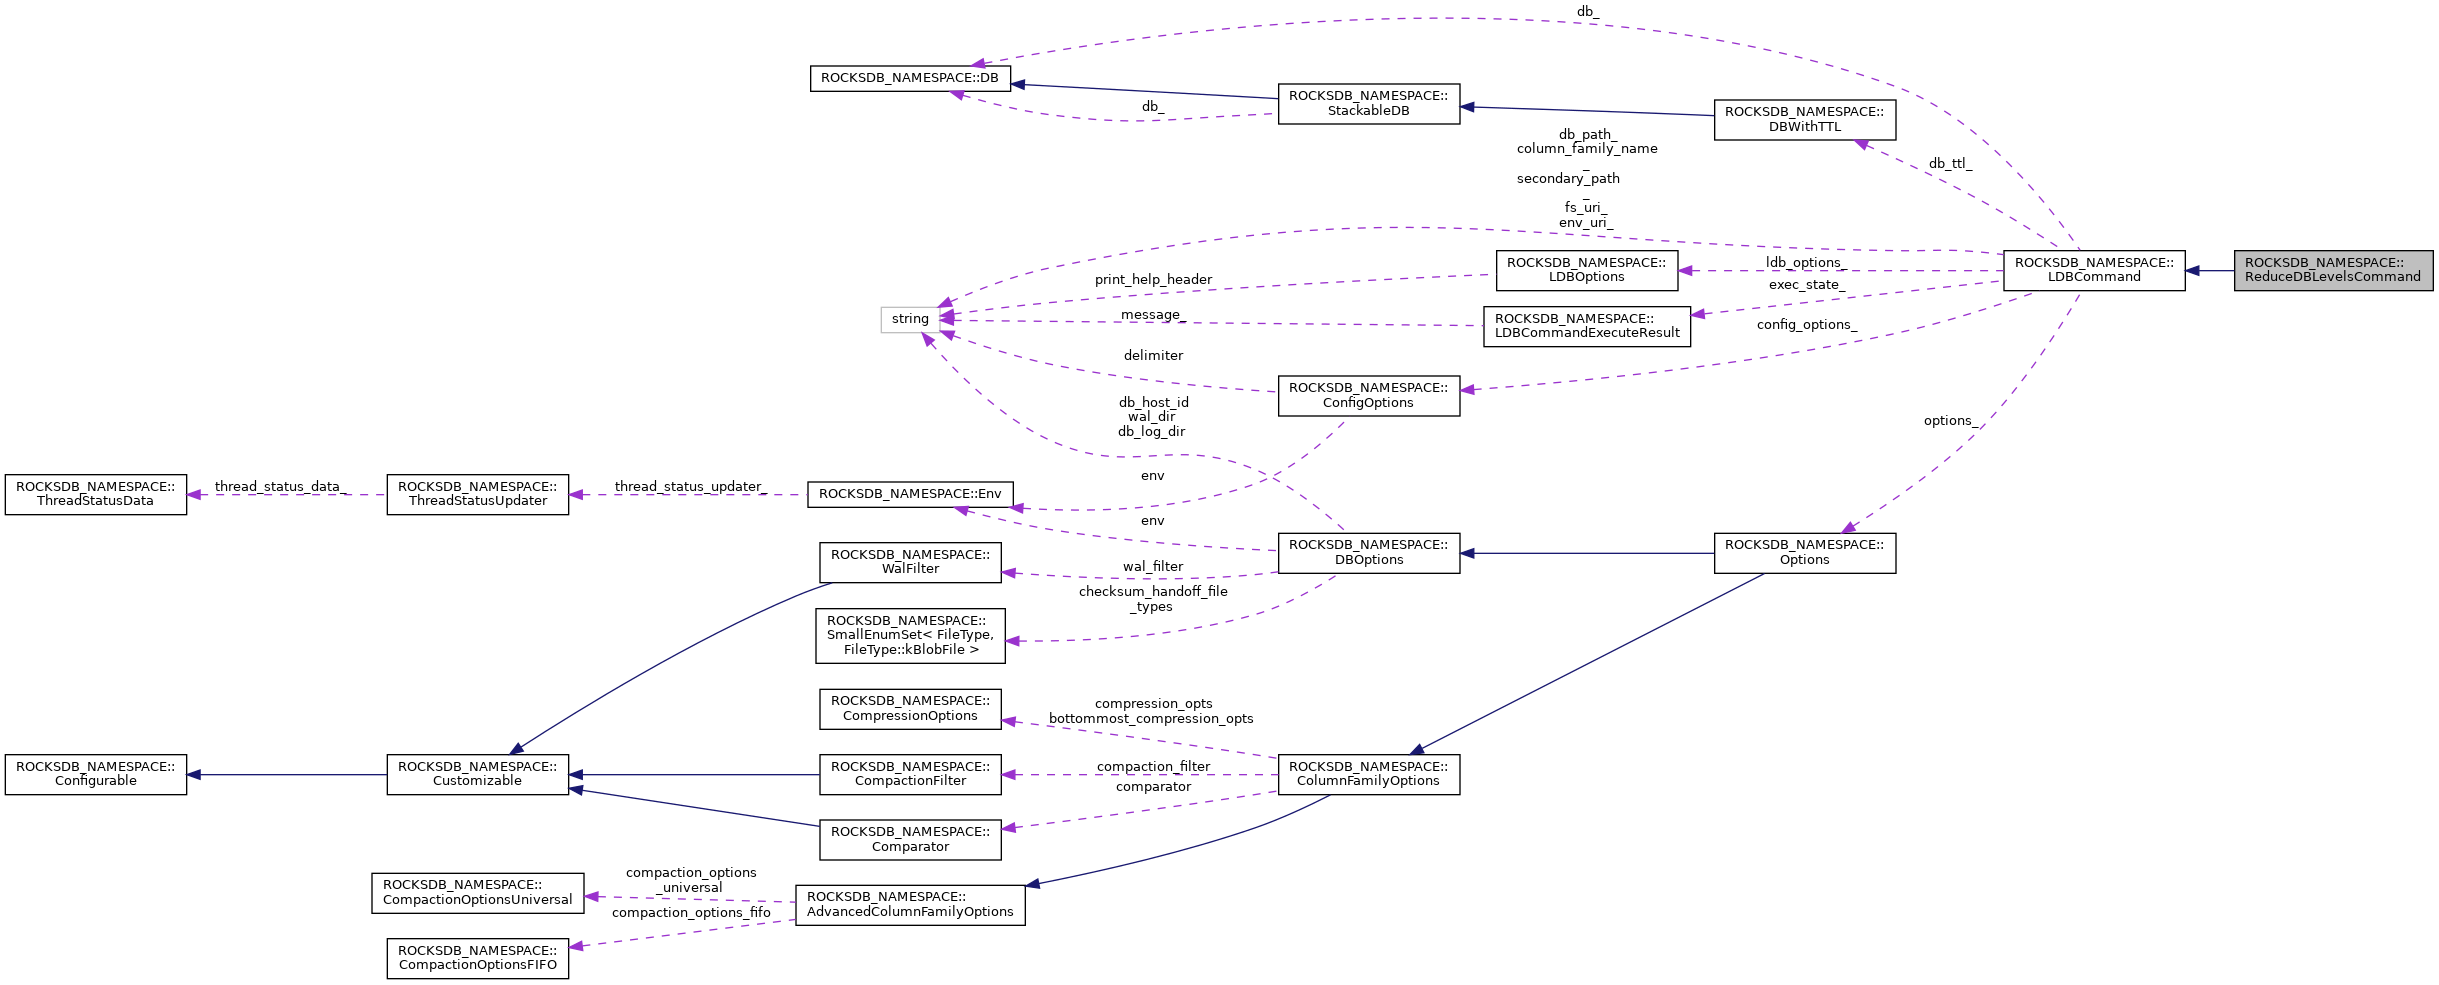 db_
ROCKSDB_NAMESPACE::DB
ROCKSDB_NAMESPACE::
StackableDB
db_
ROCKSDB_NAMESPACE::
DBWithTTL
db_path_
column_family_name
_
secondary_path
_
fs_uri_
env_uri_
db_ttl_
ROCKSDB_NAMESPACE::
LDBOptions
ldb_options_
ROCKSDB_NAMESPACE::
LDBCommand
ROCKSDB_NAMESPACE::
ReduceDBLevelsCommand
print_help_header
exec_state_
string
message_
ROCKSDB_NAMESPACE::
LDBCommandExecuteResult
config_options_
delimiter
ROCKSDB_NAMESPACE::
ConfigOptions
db_host_id
wal_dir
db_log_dir
options_
ROCKSDB_NAMESPACE::
ThreadStatusData
thread_status_data_
ROCKSDB_NAMESPACE::
ThreadStatusUpdater
thread_status_updater_
ROCKSDB_NAMESPACE::Env
env
env
ROCKSDB_NAMESPACE::
DBOptions
ROCKSDB_NAMESPACE::
Options
ROCKSDB_NAMESPACE::
WalFilter
wal_filter
checksum_handoff_file
_types
ROCKSDB_NAMESPACE::
SmallEnumSet< FileType,
FileType::kBlobFile >
ROCKSDB_NAMESPACE::
CompressionOptions
compression_opts
bottommost_compression_opts
ROCKSDB_NAMESPACE::
Configurable
ROCKSDB_NAMESPACE::
Customizable
ROCKSDB_NAMESPACE::
CompactionFilter
compaction_filter
ROCKSDB_NAMESPACE::
ColumnFamilyOptions
comparator
ROCKSDB_NAMESPACE::
Comparator
ROCKSDB_NAMESPACE::
CompactionOptionsUniversal
compaction_options
_universal
ROCKSDB_NAMESPACE::
AdvancedColumnFamilyOptions
compaction_options_fifo
ROCKSDB_NAMESPACE::
CompactionOptionsFIFO